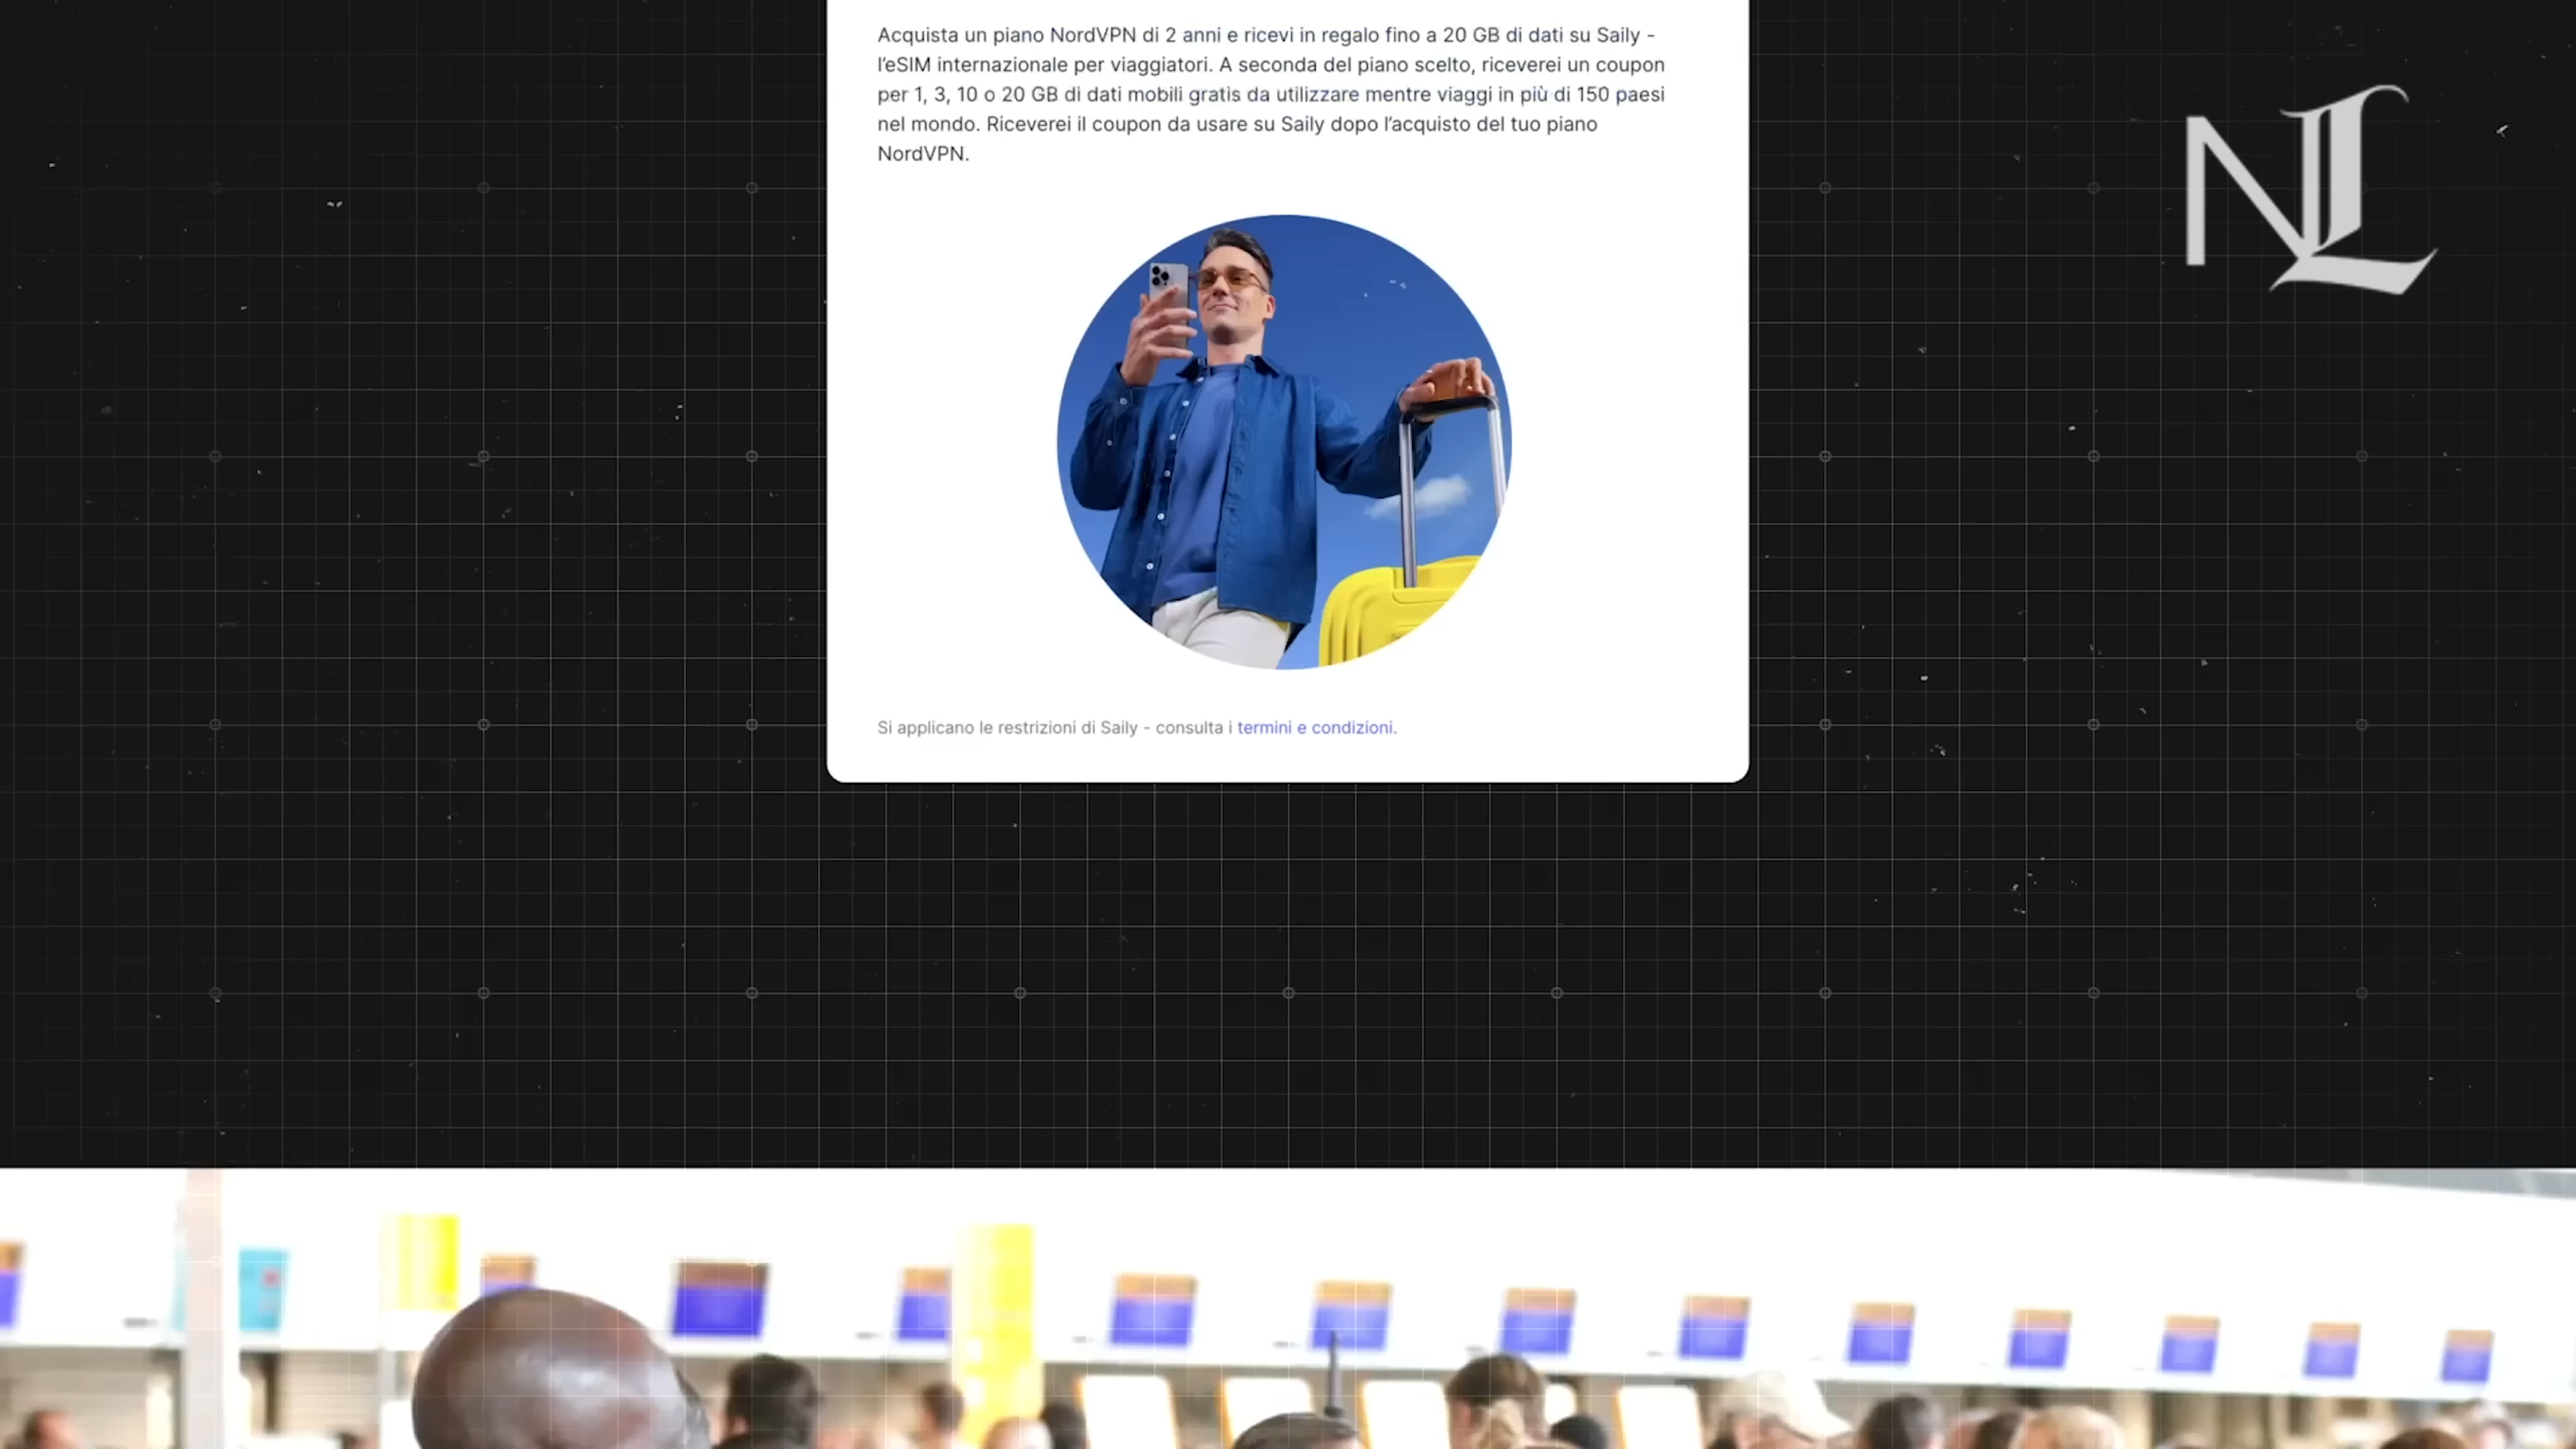 Acquista un piano NordVPN di 2 anni e ricevi in regalo fino a 20 GB di dati su Saily -
l'eSIM internazionale per viaggiatori. A seconda del piano scelto, riceverei un coupon
per 1, 3, 10 o 20 GB di dati mobili gratis da utilizzare mentre viaggi in più di 150 paesi
nel mondo. Riceverei il coupon da usare su Saily dopo l'acquisto del tuo piano
NordVPN.
NL
Si applicano le restrizioni di Saily - consulta i termini e condizioni.